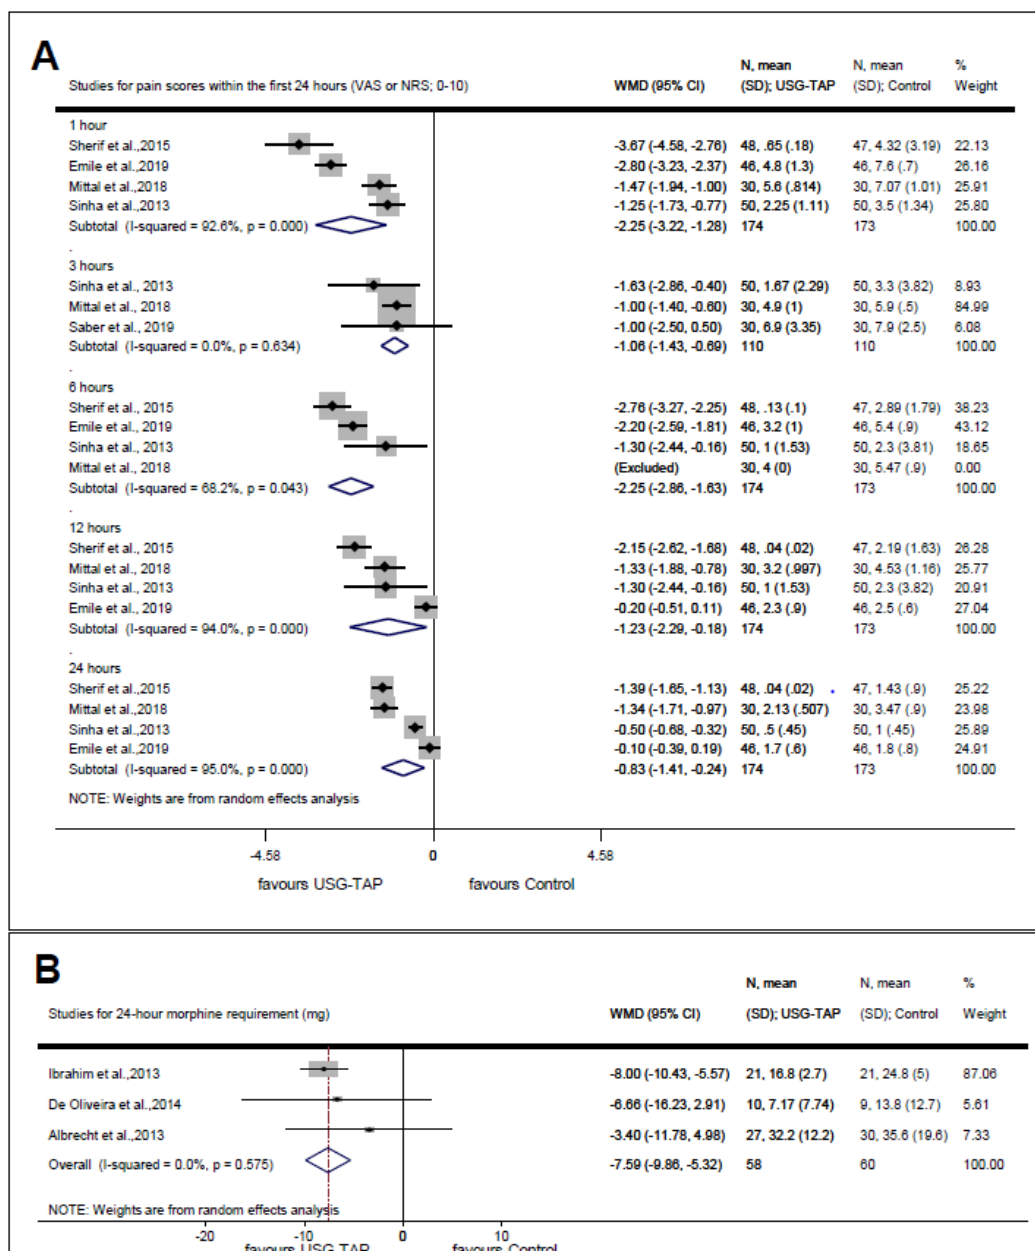 A
N, mean N, mean %
Studies for pain scores within the first 24 hours (VAS or NRS; 0-10) WMD (95% CI) (SD); USG-TAP (SD); Control Weight
1 hour
Sherif et al.,2015 -3.67 (-4.58, -2.76) 48, .65 (.18) 47, 4.32 (3.19) 22.13
Emile et al.,2019 -2.80 (-3.23, -2.37) 46, 4.8 (1.3) 46, 7.6 (.7) 26.16
Mittal et al.,2018 -1.47 (-1.94, -1.00) 30, 5.6 (.814) 30, 7.07 (1.01) 25.91
Sinha et al.,2013 -1.25 (-1.73, -0.77) 50, 2.25 (1.11) 50, 3.5 (1.34) 25.80
Subtotal (I-squared = 92.6%, p = 0.000) -2.25 (-3.22, -1.28) 174 173 100.00
.
3 hours
Sinha et al., 2013 -1.63 (-2.86, -0.40) 50, 1.67 (2.29) 50, 3.3 (3.82) 8.93
Mittal et al., 2018 -1.00 (-1.40, -0.60) 30, 4.9 (1) 30, 5.9 (.5) 84.99
Saber et al., 2019 -1.00 (-2.50, 0.50) 30, 6.9 (3.35) 30, 7.9 (2.5) 6.08
Subtotal (I-squared = 0.0%, p = 0.634) -1.06 (-1.43, -0.69) 110 110 100.00
.
6 hours
Sherif et al., 2015 -2.76 (-3.27, -2.25) 48, .13 (.1) 47, 2.89 (1.79) 38.23
Emile et al., 2019 -2.20 (-2.59, -1.81) 46, 3.2 (1) 46, 5.4 (.9) 43.12
Sinha et al., 2013 -1.30 (-2.44, -0.16) 50, 1 (1.53) 50, 2.3 (3.81) 18.65
Mittal et al., 2018 (Excluded) 30, 4 (0) 30, 5.47 (.9) 0.00
Subtotal (I-squared = 68.2%, p = 0.043) -2.25 (-2.86, -1.63) 174 173 100.00
.
12 hours
Sherif et al., 2015 -2.15 (-2.62, -1.68) 48, .04 (.02) 47, 2.19 (1.63) 26.28
Mittal et al., 2018 -1.33 (-1.88, -0.78) 30, 3.2 (.997) 30, 4.53 (1.16) 25.77
Sinha et al., 2013 -1.30 (-2.44, -0.16) 50, 1 (1.53) 50, 2.3 (3.82) 20.91
Emile et al., 2019 -0.20 (-0.51, 0.11) 46, 2.3 (.9) 46, 2.5 (.6) 27.04
Subtotal (I-squared = 94.0%, p = 0.000) -1.23 (-2.29, -0.18) 174 173 100.00
.
24 hours
Sherif et al.,2015 -1.39 (-1.65, -1.13) 48, .04 (.02) 47, 1.43 (.9) 25.22
Mittal et al.,2018 -1.34 (-1.71, -0.97) 30, 2.13 (.507) 30, 3.47 (.9) 23.98
Sinha et al.,2013 -0.50 (-0.68, -0.32) 50, .5 (.45) 50, 1 (.45) 25.89
Emile et al.,2019 -0.10 (-0.39, 0.19) 46, 1.7 (.6) 46, 1.8 (.8) 24.91
Subtotal (I-squared = 95.0%, p = 0.000) -0.83 (-1.41, -0.24) 174 173 100.00
NOTE: Weights are from random effects analysis
-4.58 0 4.58
favours USG-TAP favours Control
B
N, mean N, mean %
Studies for 24-hour morphine requirement (mg) WMD (95% CI) (SD); USG-TAP (SD); Control Weight
Ibrahim et al.,2013 -8.00 (-10.43, -5.57) 21, 16.8 (2.7) 21, 24.8 (5) 87.06
De Oliveira et al.,2014 -6.66 (-16.23, 2.91) 10, 7.17 (7.74) 9, 13.8 (12.7) 5.61
Albrecht et al.,2013 -3.40 (-11.78, 4.98) 27, 32.2 (12.2) 30, 35.6 (19.6) 7.33
Overall (I-squared = 0.0%, p = 0.575) -7.59 (-9.86, -5.32) 58 60 100.00
NOTE: Weights are from random effects analysis
-20 -10 0 10
favours USG-TAP favours Control